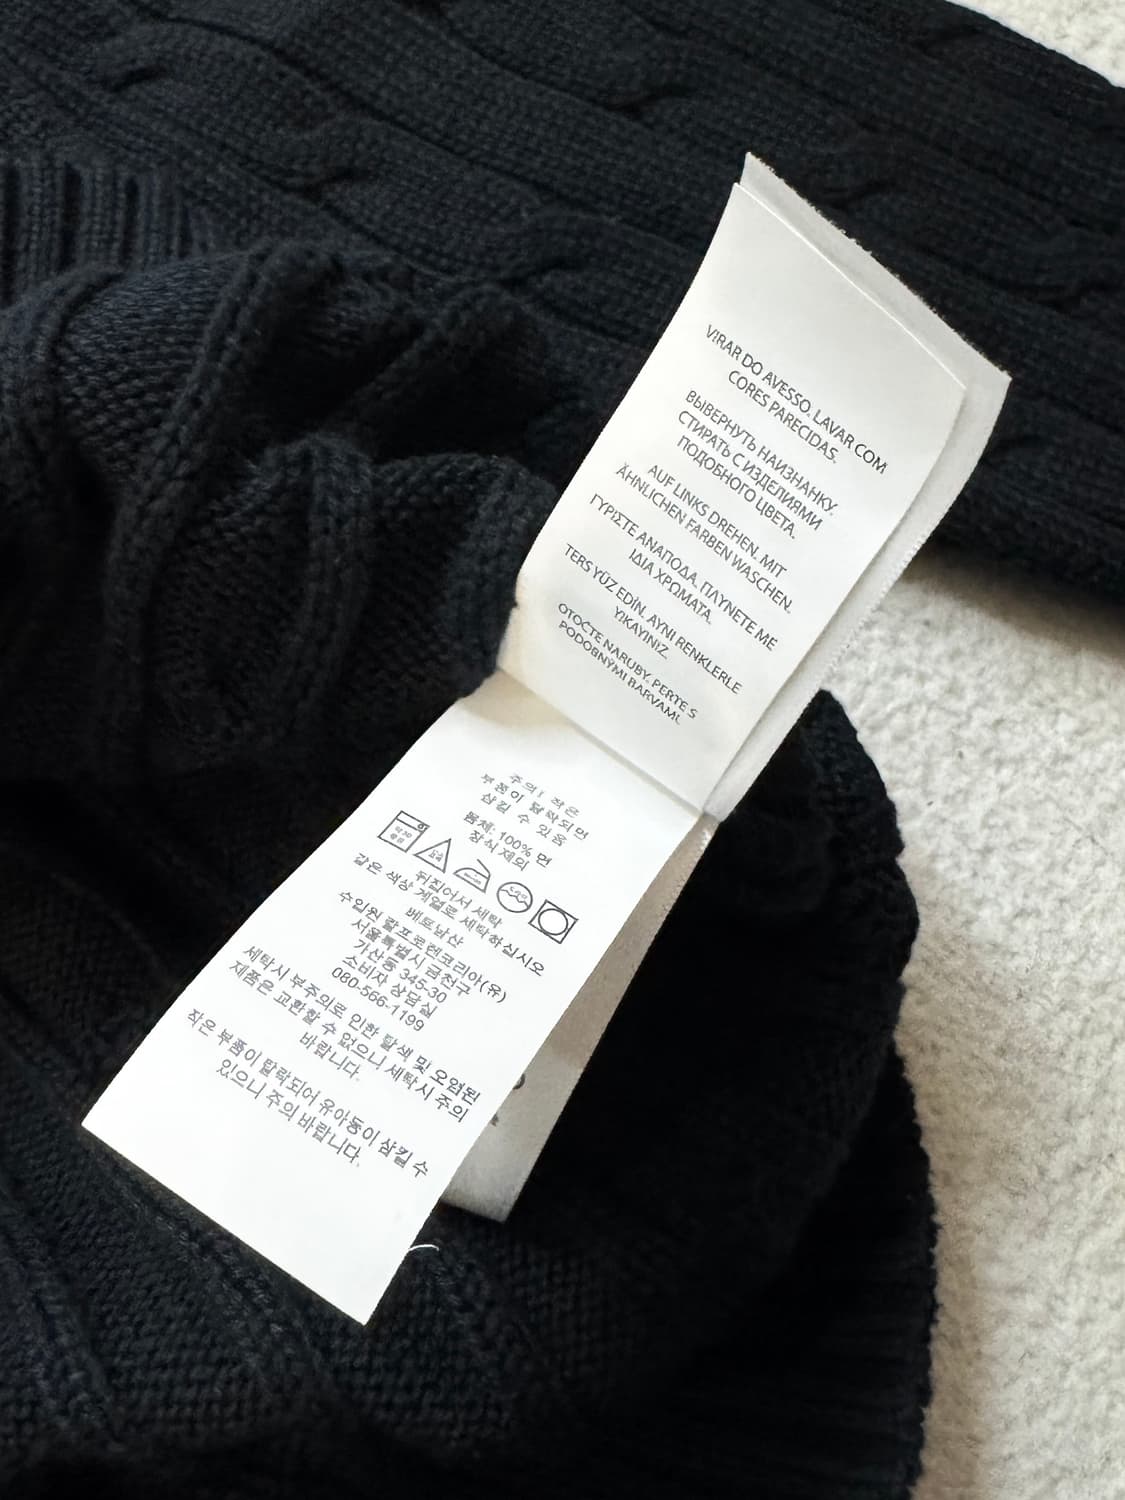 VIRAR DO AVESSO. LAVAR COM
CORES PARECIDAS.
ВЫВЕРНУТЬ НАИЗНАНКУ.
СТИРАТЬ С ИЗДЕЛИЯМИ
ПОДОБНОГО ЦВЕТА.
AUF LINKS DREHEN. MIT
ÄHNLICHEN FARBEN WASCHEN.
ΓΥΡΙΣΤΕ ΑΝΑΠΟΔΑ. ΠΛΥΝΕΤΕ ΜΕ
ΙΔΙΑ ΧΡΩΜΑΤΑ.
TERS YÜZ EDİN. AYNI RENKLERLE
YIKAYINIZ.
OTOČTE NARUBY. PERTE S
PODOBNÝMI BARVAMI.
주의! 작은
부품이 탈락되면
삼킬 수 있음
몸체: 100% 면
장식 제외
뒤집어서 세탁
같은 색상 계열로 세탁하십시오
베트남산
수입원 랄프로렌코리아(유)
서울특별시 금천구
가산동 345-30
소비자 상담실
080-566-1199
세탁시 부주의로 인한 탈색 및 오염된
제품은 교환할 수 없으니 세탁시 주의
바랍니다.
작은 부품이 탈락되어 유아동이 삼킬 수
있으니 주의 바랍니다.